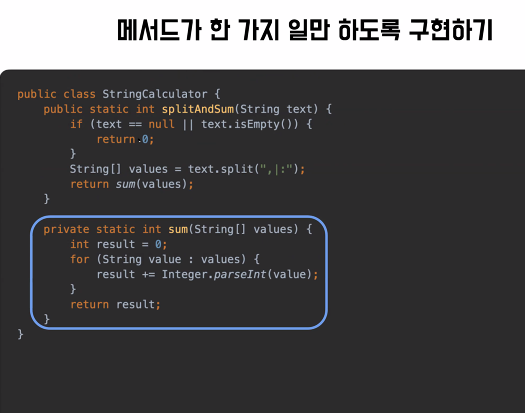 메서드가 한 가지 일만 하도록 구현하기
public class StringCalculator {
    public static int splitAndSum(String text) {
        if (text == null || text.isEmpty()) {
            return 0;
        }
        String[] values = text.split(",|:");
        return sum(values);
    }
    private static int sum(String[] values) {
        int result = 0;
        for (String value : values) {
            result += Integer.parseInt(value);
        }
        return result;
    }
}